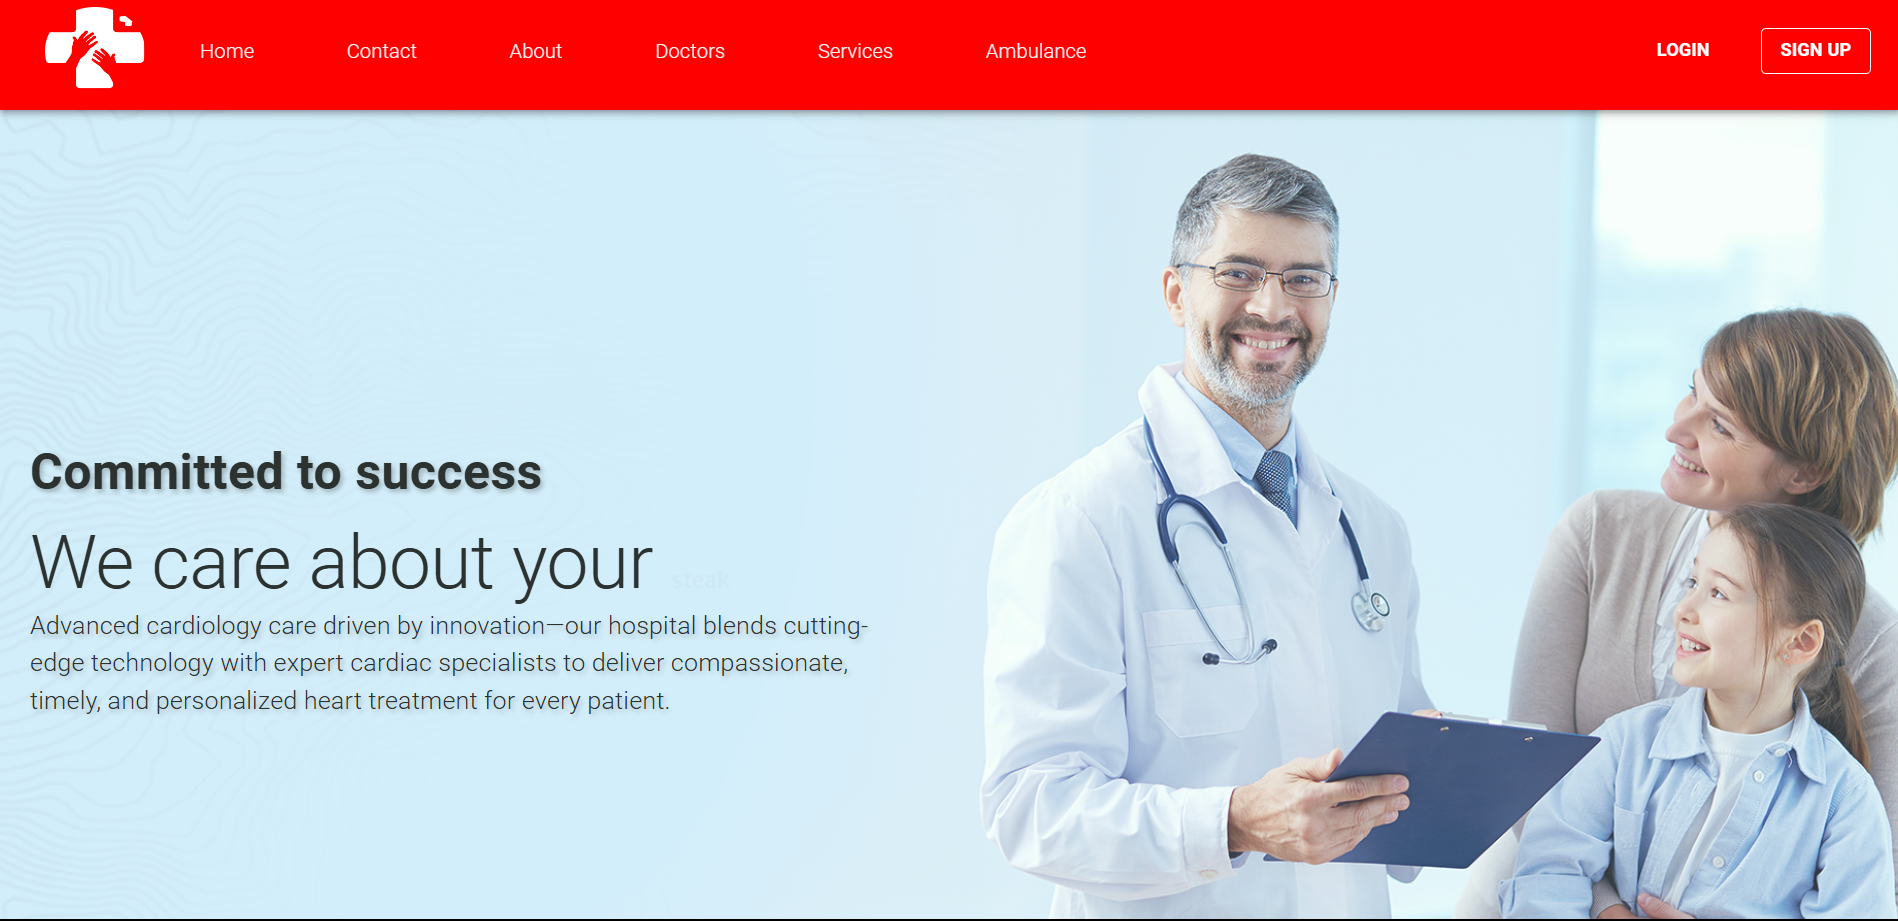 Home Contact About Doctors Services Ambulance LOGIN SIGN UP
Committed to success
We care about your steak
Advanced cardiology care driven by innovation—our hospital blends cutting-
edge technology with expert cardiac specialists to deliver compassionate,
timely, and personalized heart treatment for every patient.